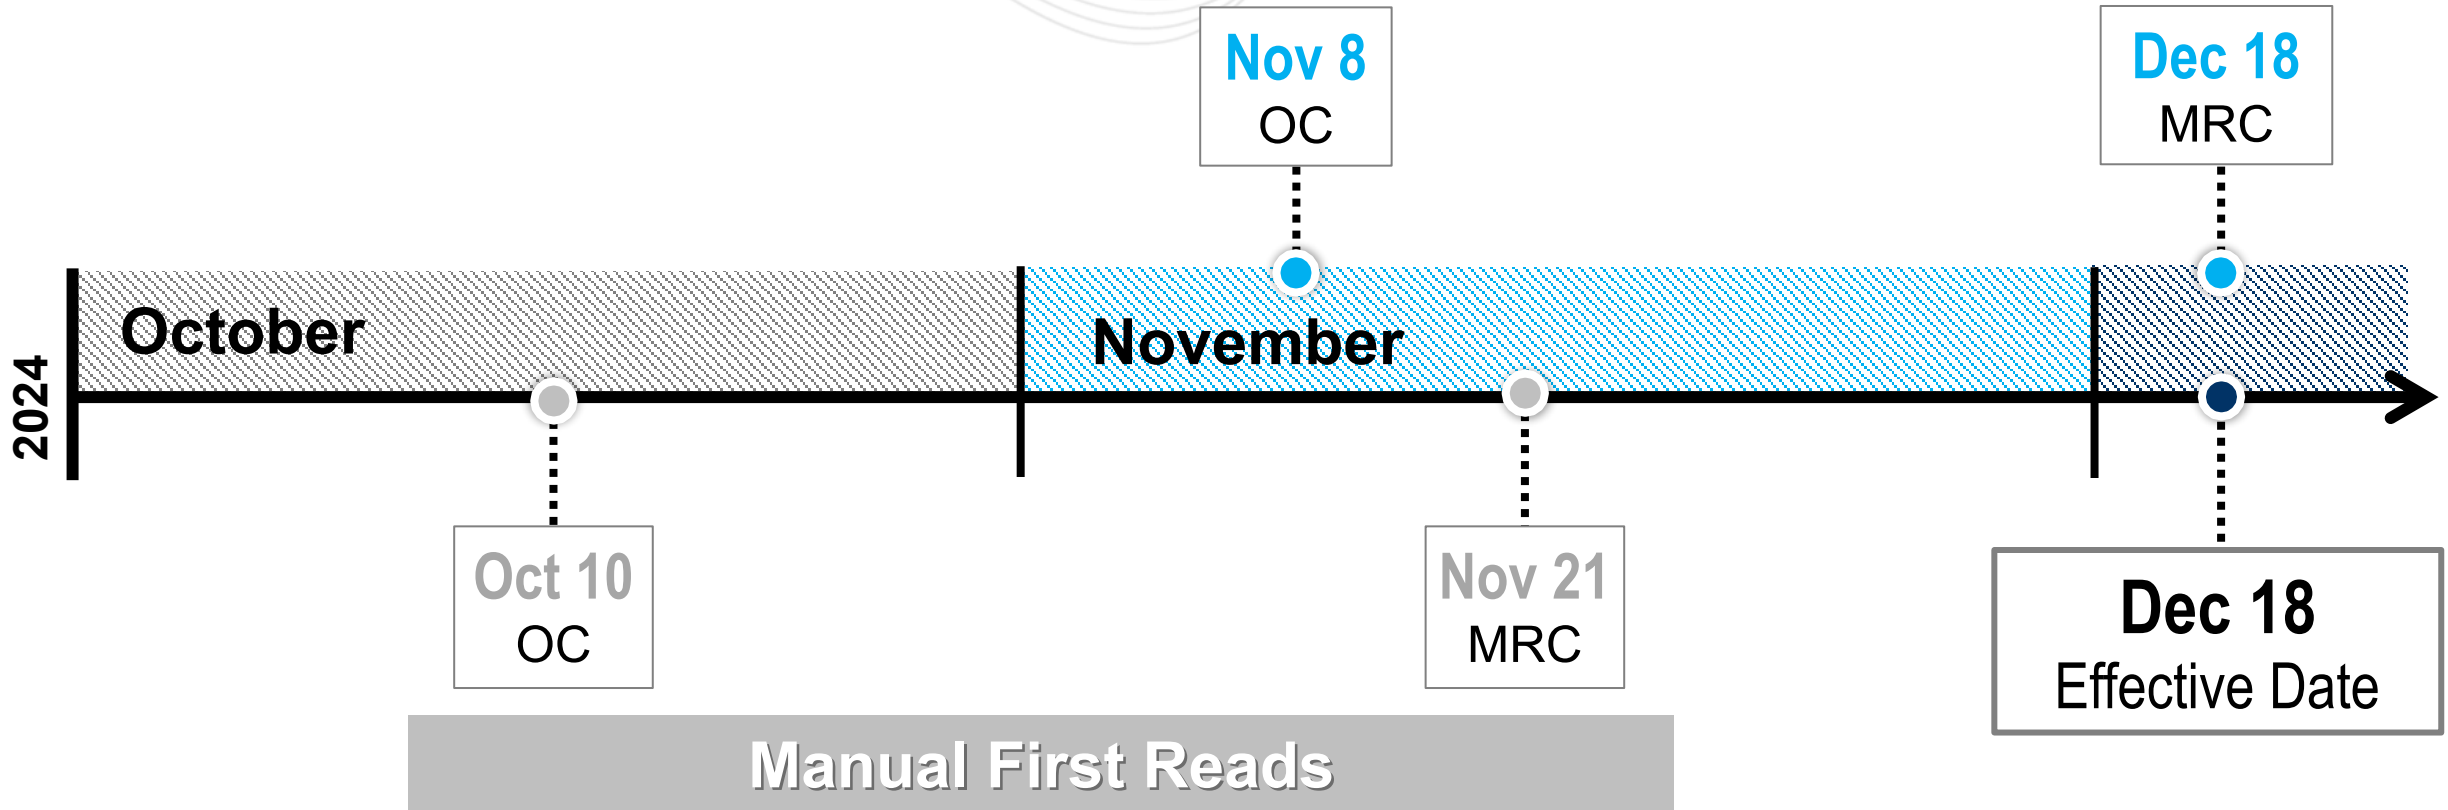 Nov 8
OC
Dec 18
MRC
2024
October
November
Oct 10
OC
Nov 21
MRC
Dec 18
Effective Date
Manual First Reads